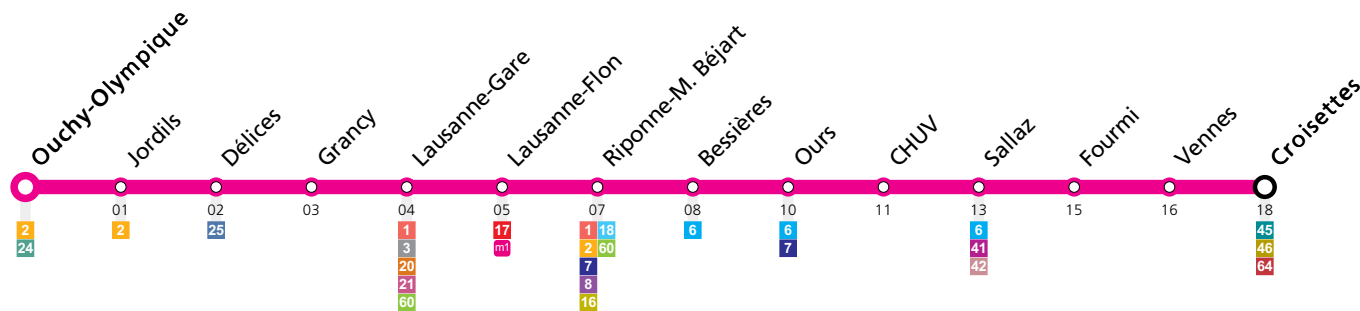 Ouchy-Olympique
Jordils
Délices
Grancy
Lausanne-Gare
Lausanne-Flon
Riponne-M. Béjart
Bessières
Ours
CHUV
Sallaz
Fourmi
Vennes
Croisettes
01 02 03 04 05 07 08 10 11 13 15 16 18
2 2 25 1 17 1 18 6 6 6 45
24 3 m1 2 60 7 41 46
20 7 42 64
21 8
60 16